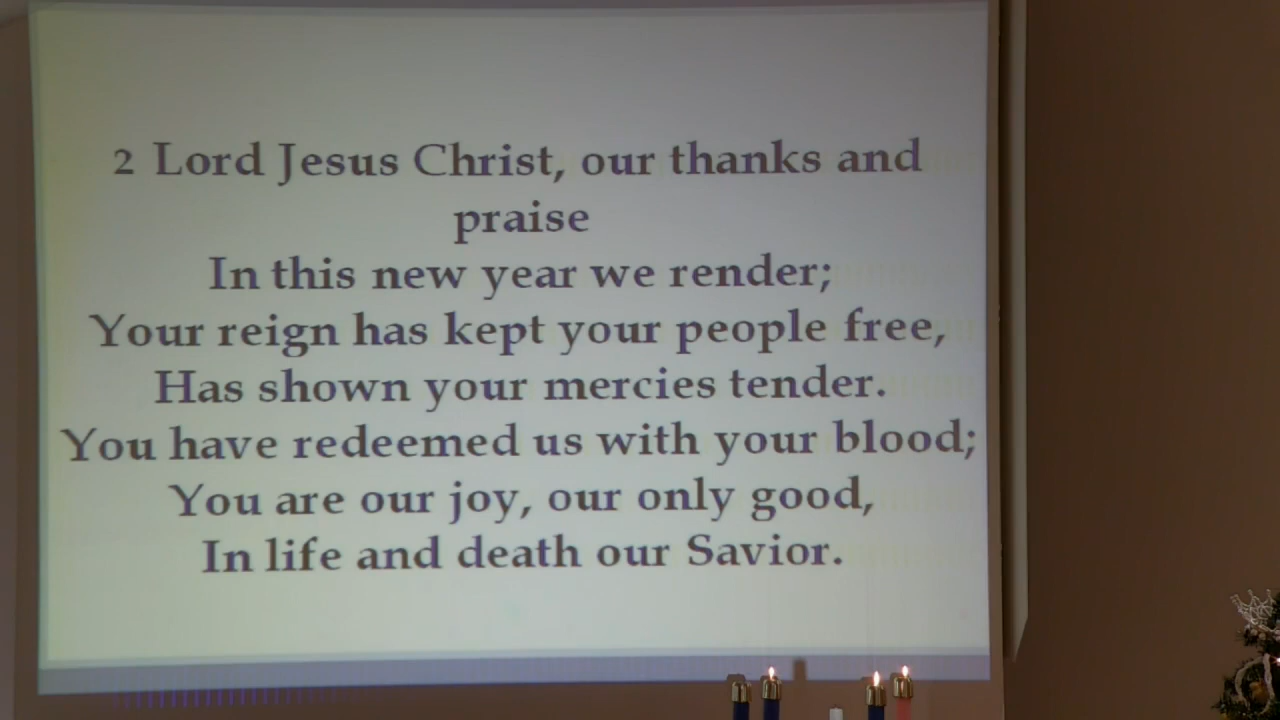 2 Lord Jesus Christ, our thanks and
praise
In this new year we render;
Your reign has kept your people free,
Has shown your mercies tender.
You have redeemed us with your blood;
You are our joy, our only good,
In life and death our Savior.